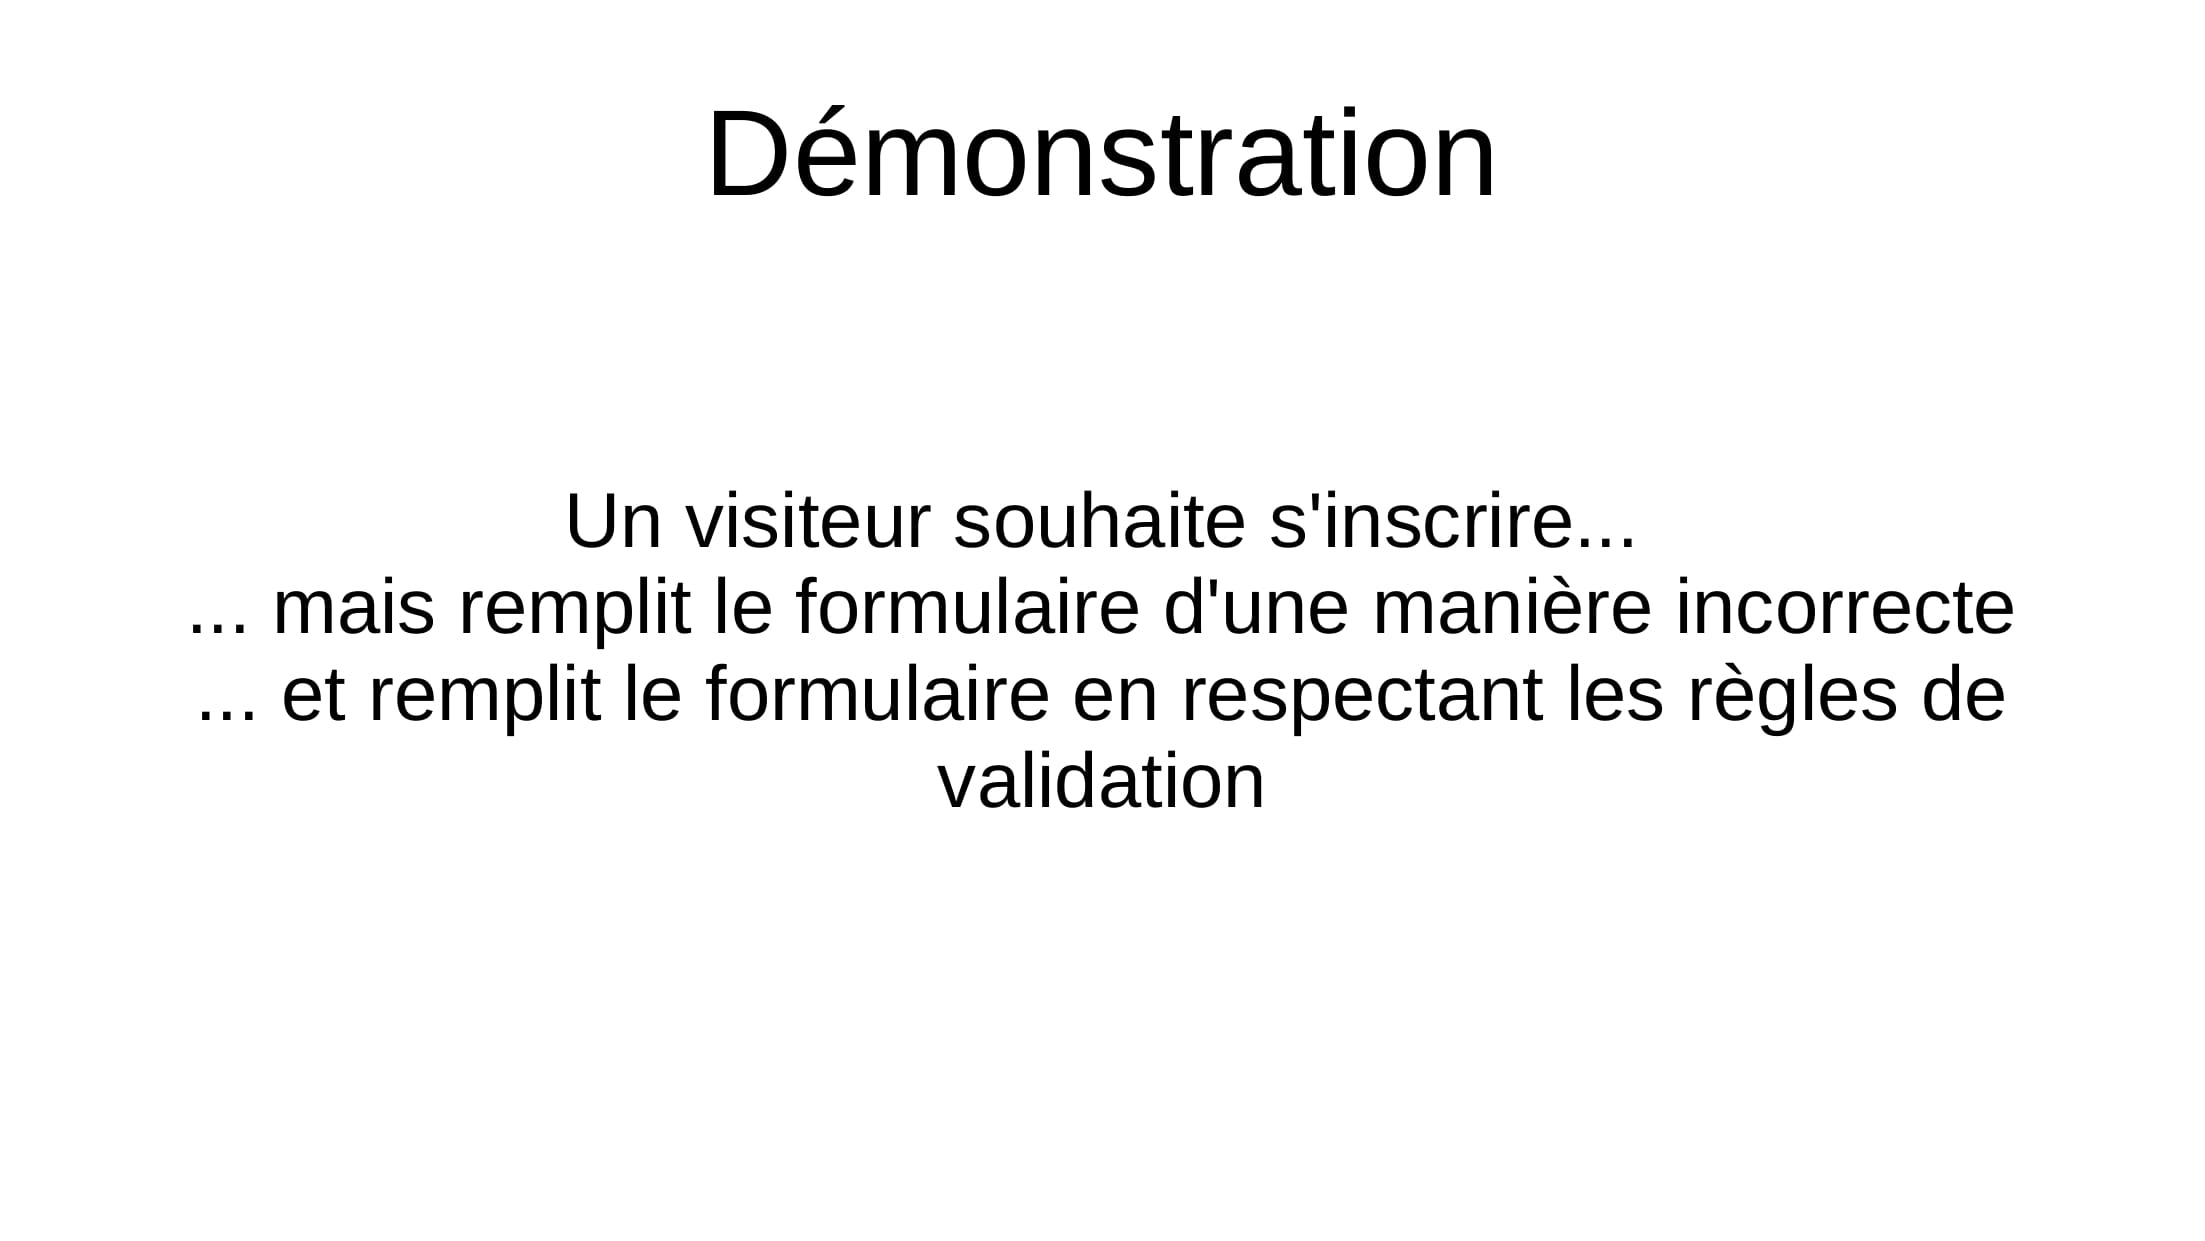 Démonstration
Un visiteur souhaite s'inscrire...
... mais remplit le formulaire d'une manière incorrecte
... et remplit le formulaire en respectant les règles de
validation